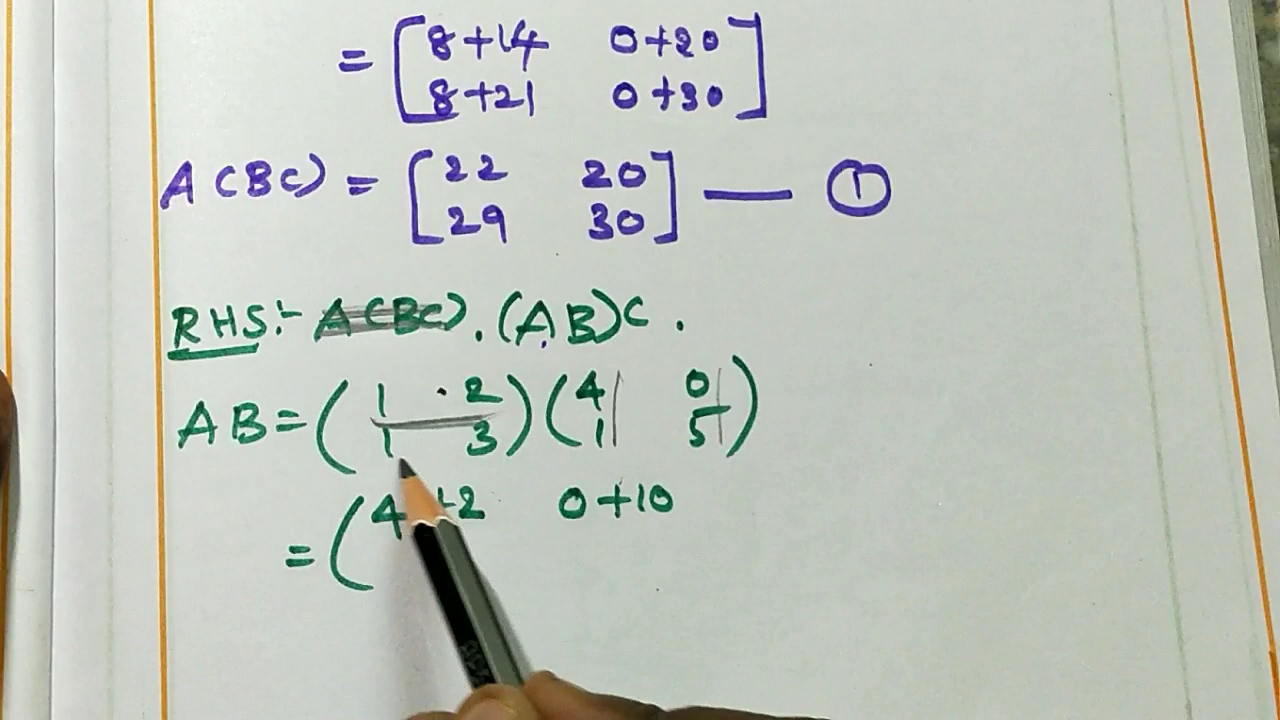 = [8+14 0+20
8+21 0+30]
A(BC) = [22 20
29 30] — ①
RHS:- A(BC). (AB)C.
AB = (1 2
1 3) (4 0
1 5)
= (4+2 0+10